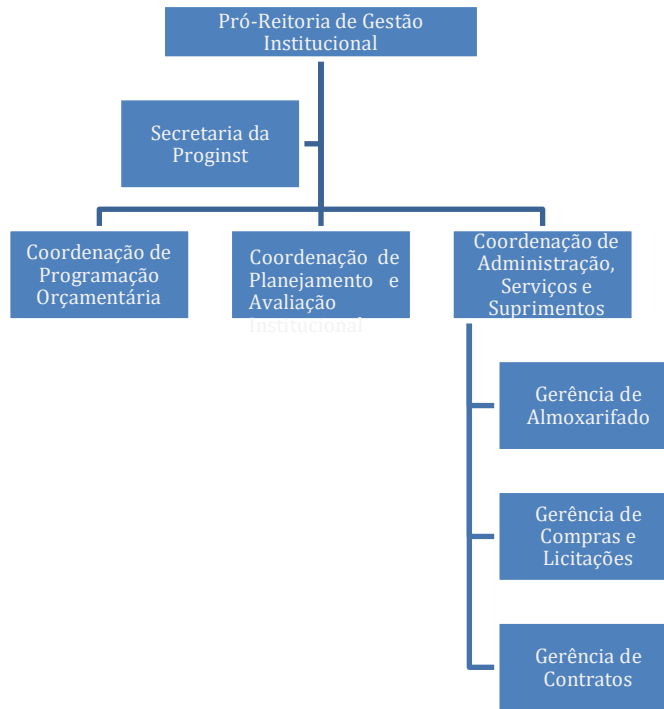 Pró-Reitoria de Gestão
Institucional
Secretaria da
Proginst
Coordenação de
Programação
Orçamentária
Coordenação de
Planejamento e
Avaliação
Institucional
Coordenação de
Administração,
Serviços e
Suprimentos
Gerência de
Almoxarifado
Gerência de
Compras e
Licitações
Gerência de
Contratos